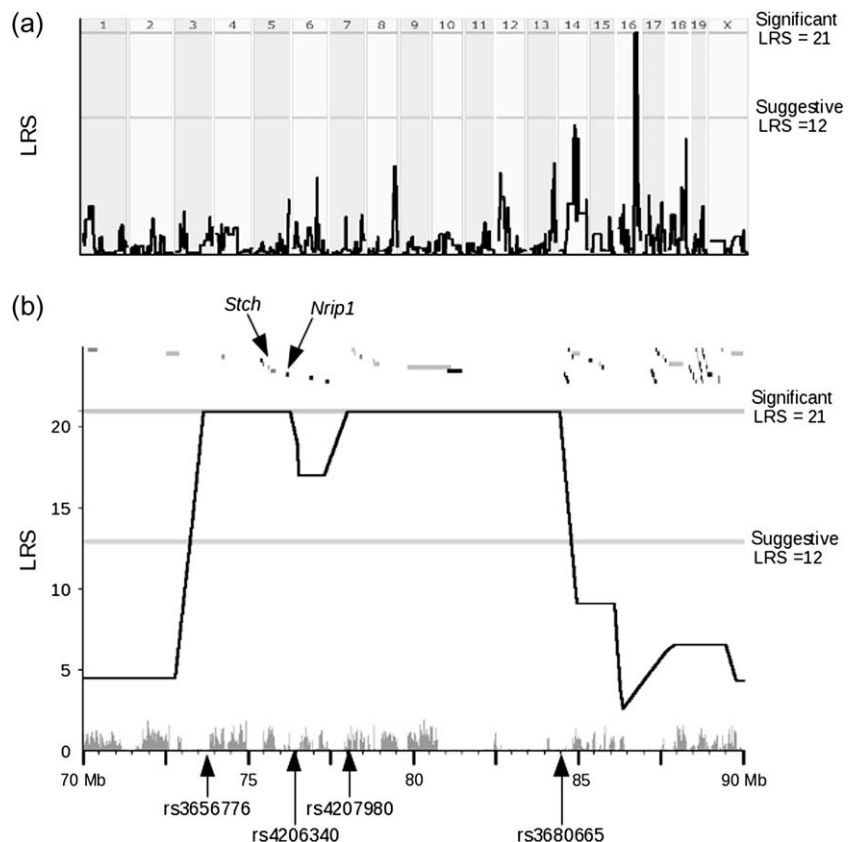 (a)
1 2 3 4 5 6 7 8 9 10 11 12 13 14 15 16 17 18 19 X
Significant
LRS = 21
Suggestive
LRS =12
LRS
(b)
Stch Nrip1
Significant
LRS = 21
Suggestive
LRS =12
LRS
20
15
10
5
0
70 Mb 75 80 85 90 Mb
rs3656776 rs4207980
rs4206340 rs3680665